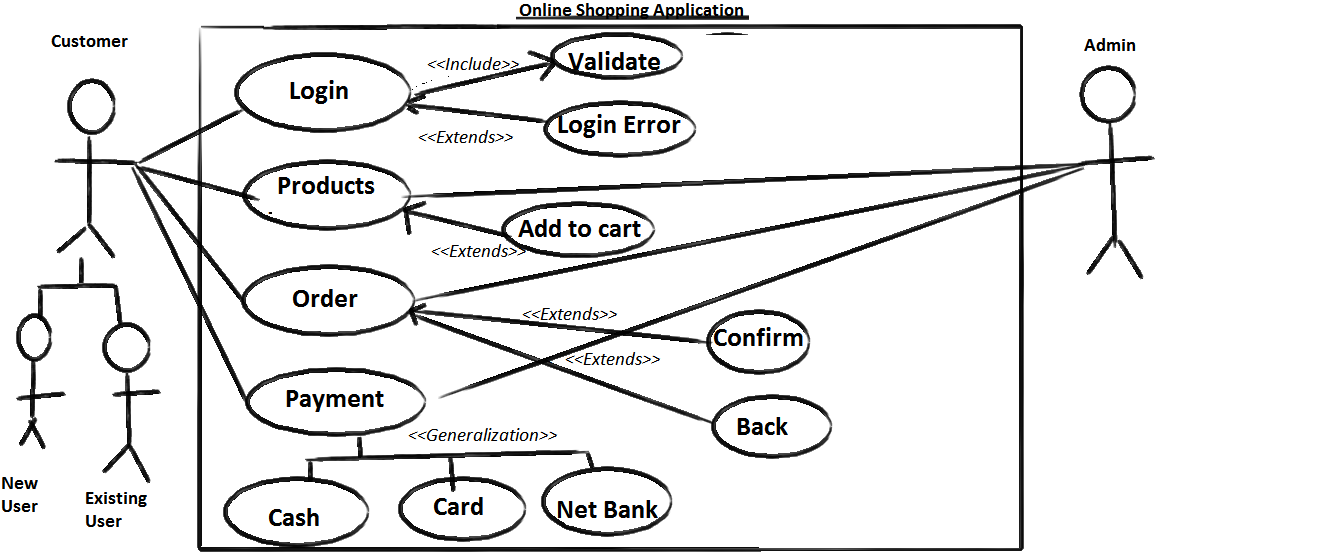 Online Shopping Application
Customer
Admin
Login
<<Include>>
Validate
<<Extends>>
Login Error
Products
Add to cart
<<Extends>>
Order
<<Extends>>
Confirm
<<Extends>>
Payment
Back
<<Generalization>>
New
User
Existing
User
Cash
Card
Net Bank